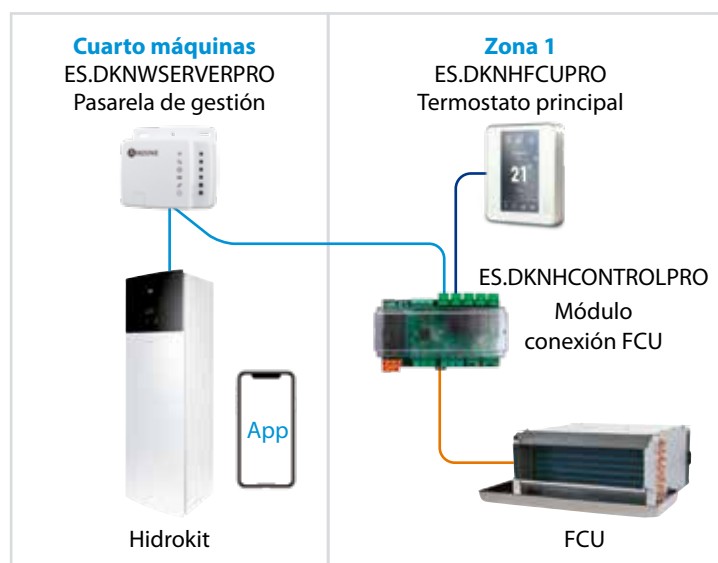 Cuarto máquinas
ES.DKNWSERVERPRO
Pasarela de gestión
AIRZONE
App
Hidrokit
Zona 1
ES.DKNHFCUPRO
Termostato principal
21
ES.DKNHCONTROLPRO
Módulo
conexión FCU
FCU